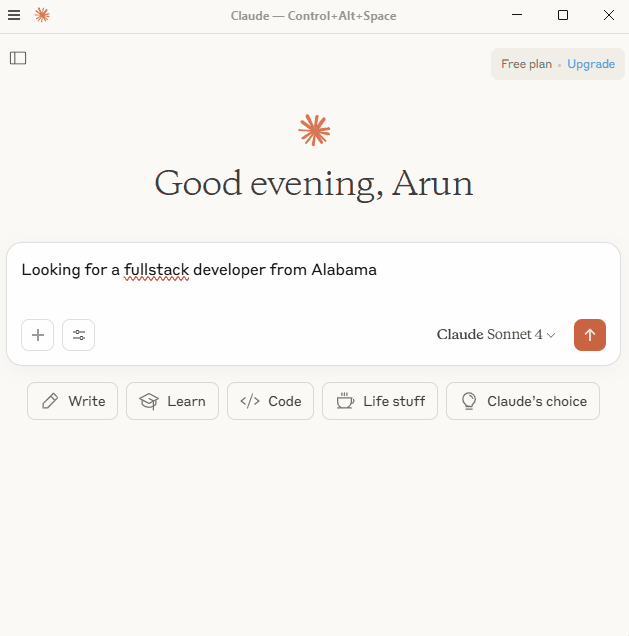 Claude — Control+Alt+Space
Free plan • Upgrade
Good evening, Arun
Looking for a fullstack developer from Alabama
Claude Sonnet 4
Write Learn Code Life stuff Claude's choice